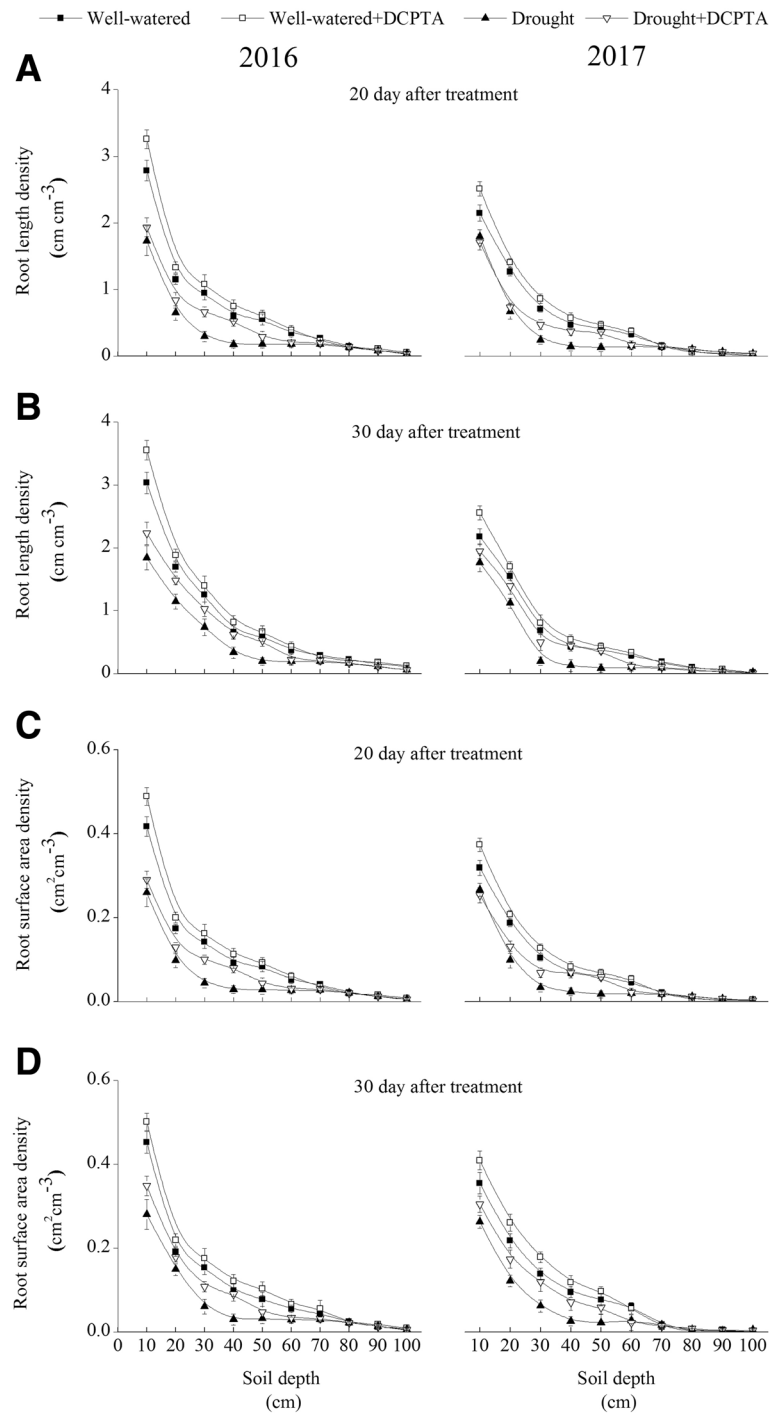 Well-watered Well-watered+DCPTA Drought Drought+DCPTA
2016 2017
A
20 day after treatment
Root length density
(cm cm-3)
4
3
2
1
0
B
30 day after treatment
Root length density
(cm cm-3)
4
3
2
1
0
C
20 day after treatment
Root surface area density
(cm2cm-3)
0.6
0.4
0.2
0.0
D
30 day after treatment
Root surface area density
(cm2cm-3)
0.6
0.4
0.2
0.0
0 10 20 30 40 50 60 70 80 90 100 10 20 30 40 50 60 70 80 90 100
Soil depth Soil depth
(cm) (cm)